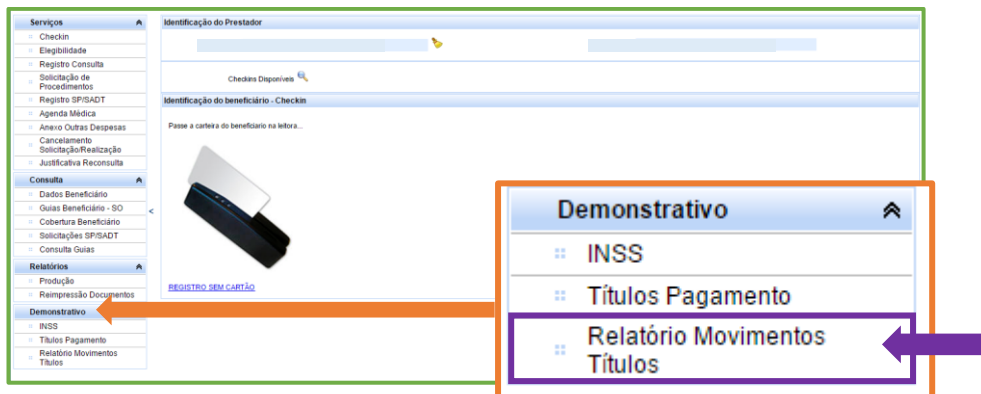 Serviços
Checkin
Elegibilidade
Registro Consulta
Solicitação de
Procedimentos
Registro SP/SADT
Agenda Médica
Anexo Outras Despesas
Cancelamento
Solicitação/Realização
Justificativa Reconsulta
Consulta
Dados Beneficiário
Guias Beneficiário - SO
Cobertura Beneficiário
Solicitações SP/SADT
Consulta Guias
Relatórios
Produção
Reimpressão Documentos
Demonstrativo
INSS
Títulos Pagamento
Relatório Movimentos
Títulos
<
Identificação do Prestador
Checkins Disponíveis
Identificação do beneficiário - Checkin
Passe a carteira do beneficiario na leitora...
REGISTRO SEM CARTÃO
Demonstrativo
INSS
Títulos Pagamento
Relatório Movimentos
Títulos